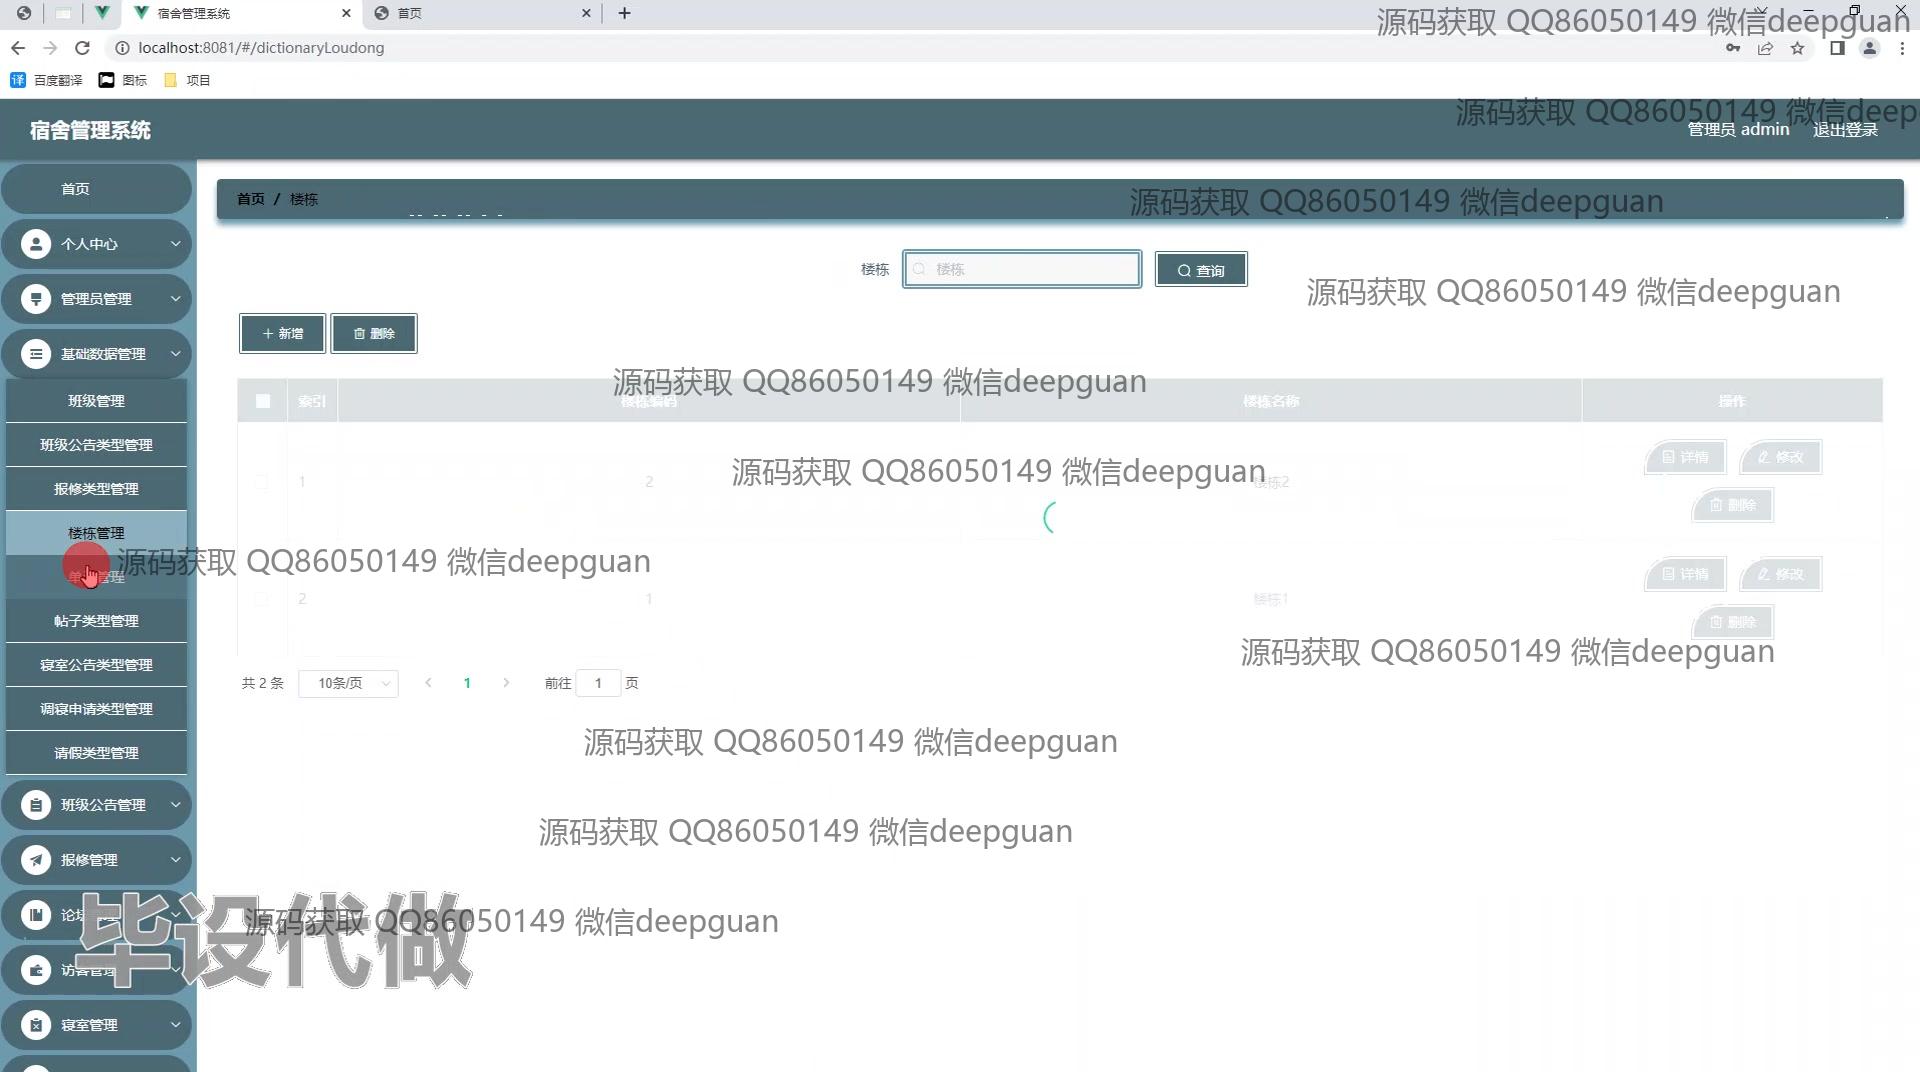 宿舍管理系统
首页
源码获取 QQ86050149 微信deepguan
localhost:8081/#/dictionaryLoudong
百度翻译
图标
项目
宿舍管理系统
源码获取 QQ86050149 微信deep
管理员 admin
退出登录
首页
首页 / 楼栋
源码获取 QQ86050149 微信deepguan
个人中心
楼栋
楼栋
查询
源码获取 QQ86050149 微信deepguan
管理员管理
新增
删除
基础数据管理
源码获取 QQ86050149 微信deepguan
班级管理
索引
楼栋编码
楼栋名称
操作
班级公告类型管理
源码获取 QQ86050149 微信deepguan
详情
修改
1
2
楼栋2
报修类型管理
删除
楼栋管理
源码获取 QQ86050149 微信deepguan
管理
详情
修改
2
1
楼栋1
帖子类型管理
删除
源码获取 QQ86050149 微信deepguan
寝室公告类型管理
共 2 条
10条/页
1
前往
1
页
调寝申请类型管理
源码获取 QQ86050149 微信deepguan
请假类型管理
班级公告管理
源码获取 QQ86050149 微信deepguan
报修管理
论坛
源码获取 QQ86050149 微信deepguan
毕设代做
访客管理
寝室管理